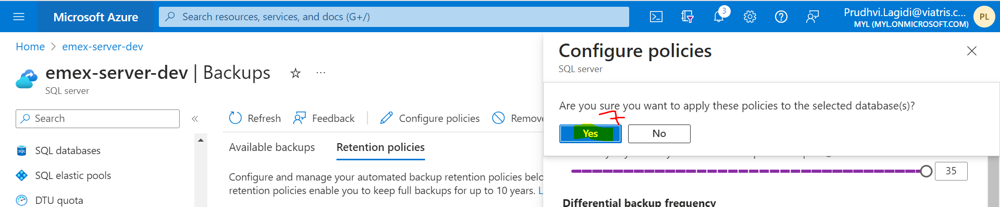 Microsoft Azure
Search resources, services, and docs (G+/)
3
Prudhvi.Lagidi@viatris.c...
MYL (MYL.ONMICROSOFT.COM)
PL
Home > emex-server-dev
emex-server-dev | Backups
SQL server
Search
SQL databases
SQL elastic pools
DTU quota
Refresh
Feedback
Configure policies
Remove
Available backups
Retention policies
Configure and manage your automated backup retention policies belo
retention policies enable you to keep full backups for up to 10 years. L
Configure policies
SQL server
Are you sure you want to apply these policies to the selected database(s)?
7
Yes
No
35
Differential backup frequency